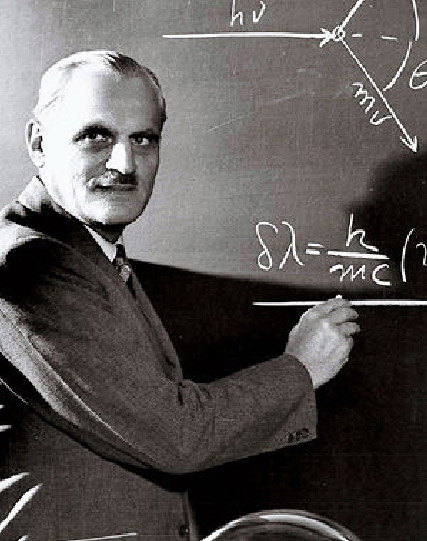 hν
θ
mv
δλ = h/mc (